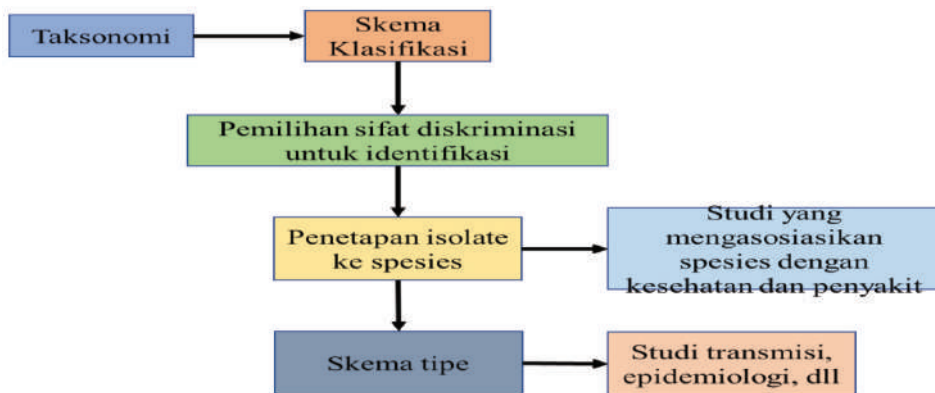 Taksonomi
Skema
Klasifikasi
Pemilihan sifat diskriminasi
untuk identifikasi
Penetapan isolate
ke spesies
Studi yang
mengasosiasikan
spesies dengan
kesehatan dan penyakit
Skema tipe
Studi transmisi,
epidemiologi, dll